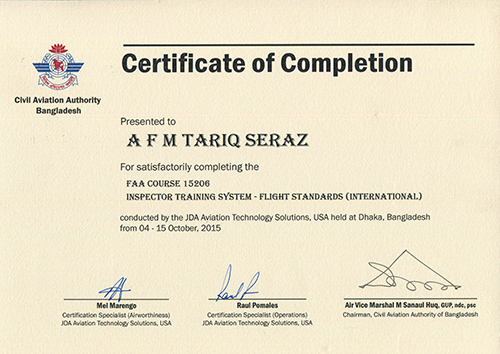 Certificate of Completion
Civil Aviation Authority
Bangladesh
Presented to
A F M TARIQ SERAZ
For satisfactorily completing the
FAA COURSE 15206
INSPECTOR TRAINING SYSTEM - FLIGHT STANDARDS (INTERNATIONAL)
conducted by the JDA Aviation Technology Solutions, USA held at Dhaka, Bangladesh
from 04 - 15 October, 2015
Mei Marengo
Certification Specialist (Airworthiness)
JDA Aviation Technology Solutions, USA
Raul Pomales
Certification Specialist (Operations)
JDA Aviation Technology Solutions, USA
Air Vice Marshal M Sanaul Huq, GUP, ndc, psc
Chairman, Civil Aviation Authority of Bangladesh